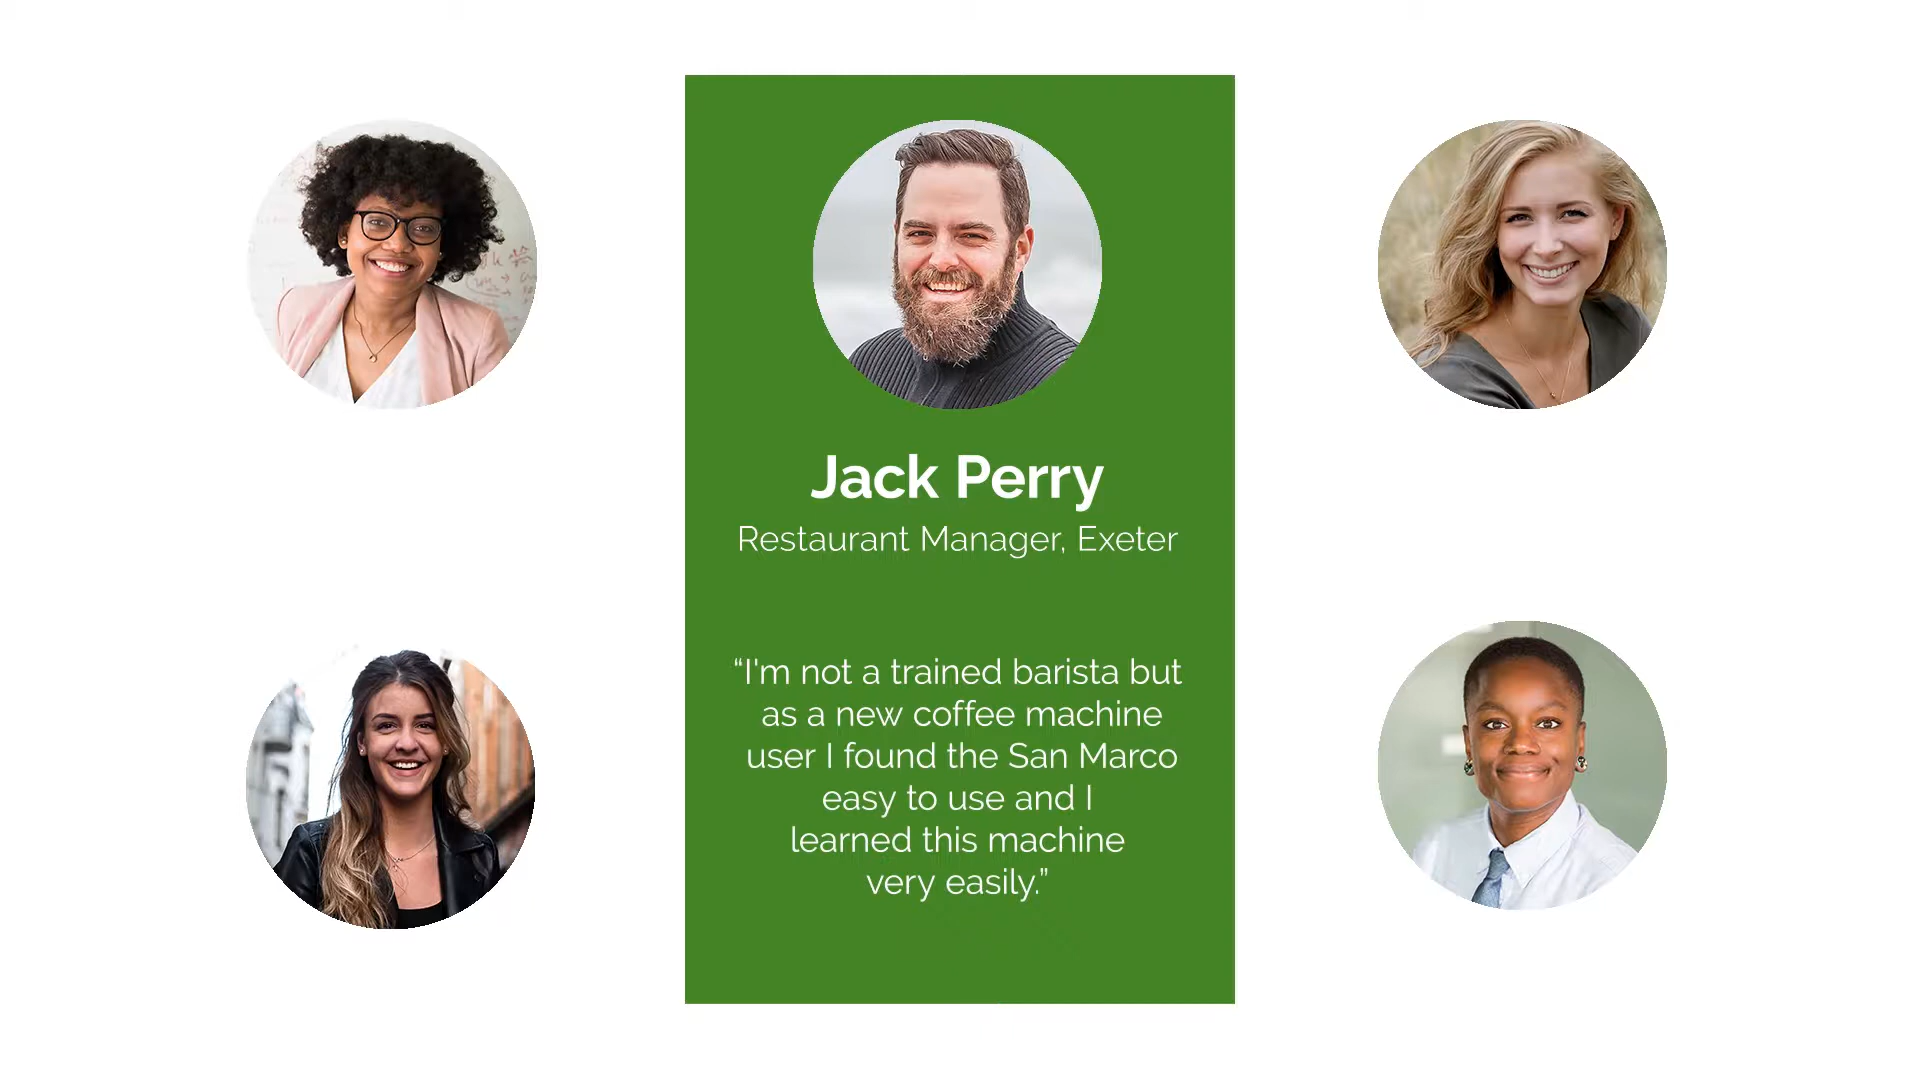 Jack Perry
Restaurant Manager, Exeter
“I'm not a trained barista but
as a new coffee machine
user I found the San Marco
easy to use and I
learned this machine
very easily.”